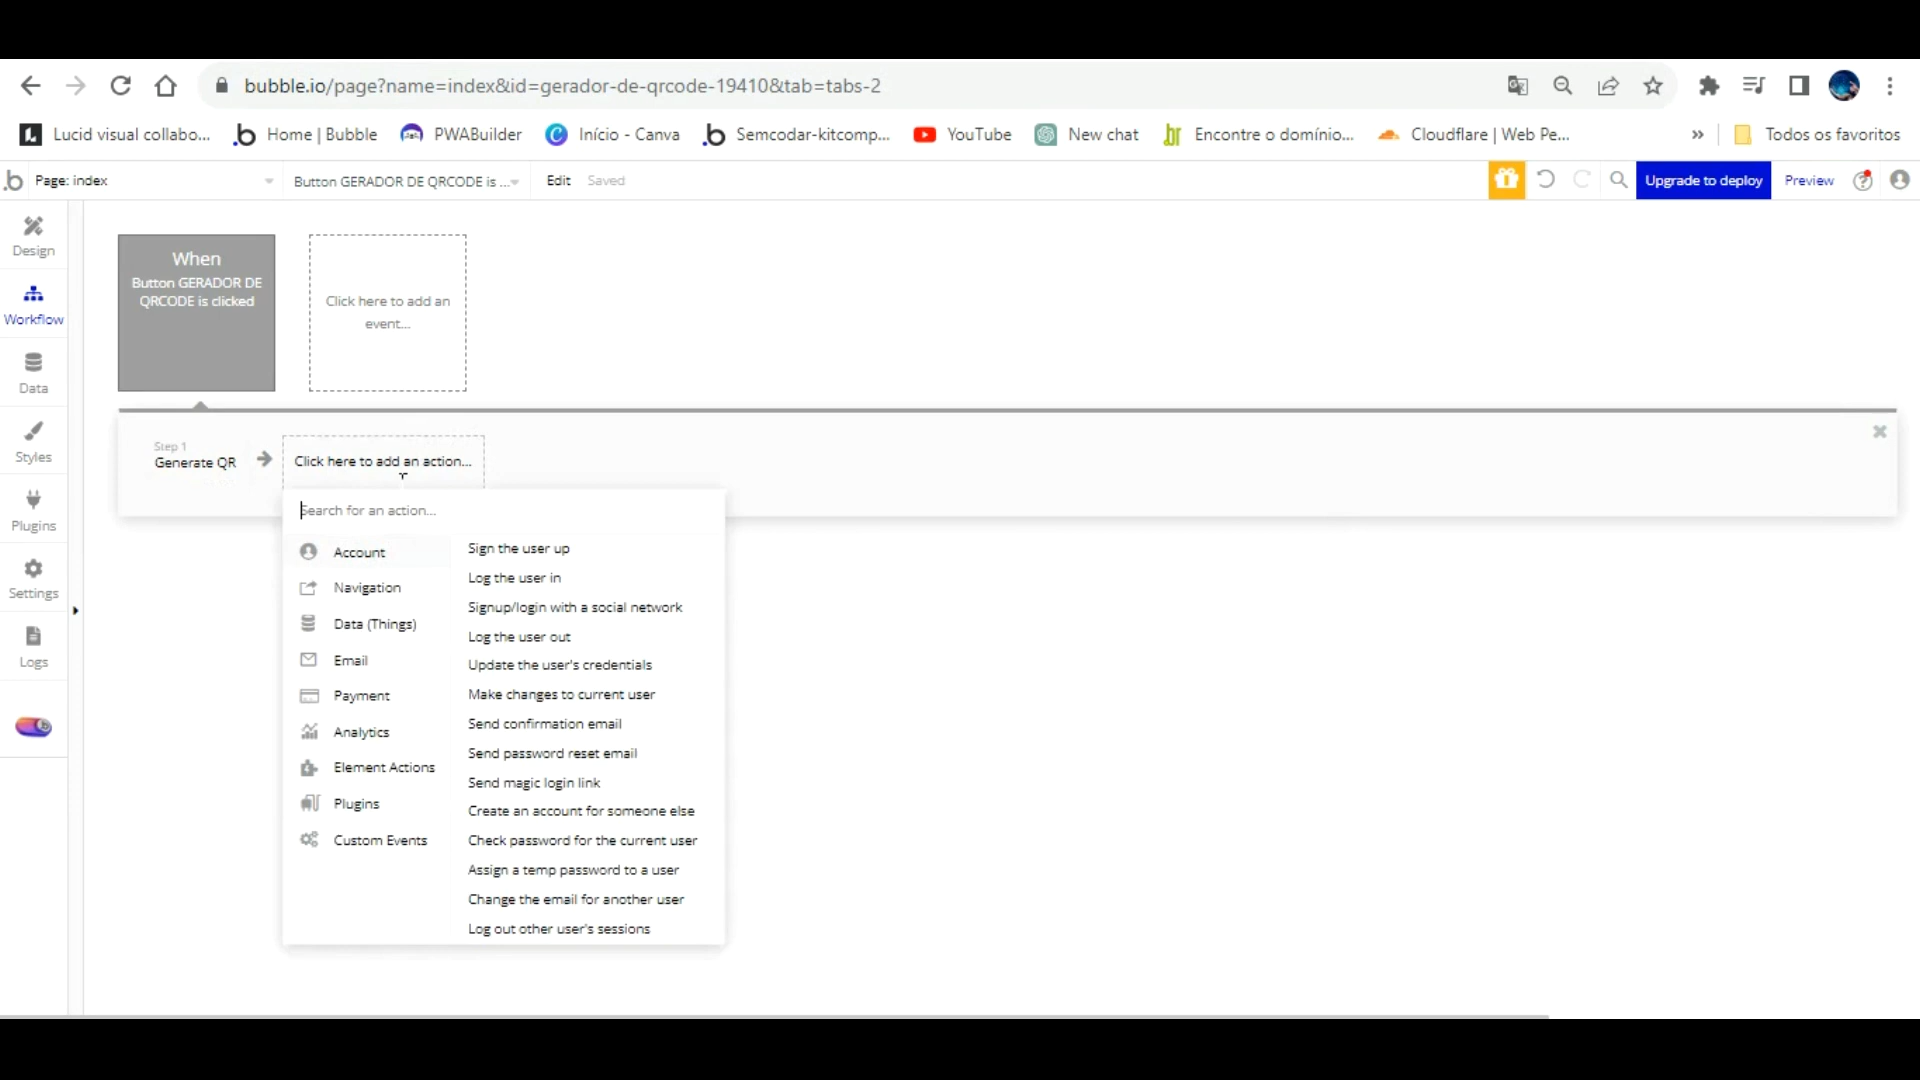 bubble.io/page?name=index&id=gerador-de-qrcode-19410&tab=tabs-2
Lucid visual collabo... Home | Bubble PWABuilder Início - Canva Semcodar-kitcomp... YouTube New chat Encontre o domínio... Cloudflare | Web Pe... » Todos os favoritos
Page: index Button GERADOR DE QRCODE is ... Edit Saved Upgrade to deploy Preview
Design
Workflow
Data
Styles
Plugins
Settings
Logs
When
Button GERADOR DE
QRCODE is clicked
Click here to add an
event...
Step 1
Generate QR
Click here to add an action...
Search for an action...
Account
Navigation
Data (Things)
Email
Payment
Analytics
Element Actions
Plugins
Custom Events
Sign the user up
Log the user in
Signup/login with a social network
Log the user out
Update the user's credentials
Make changes to current user
Send confirmation email
Send password reset email
Send magic login link
Create an account for someone else
Check password for the current user
Assign a temp password to a user
Change the email for another user
Log out other user's sessions